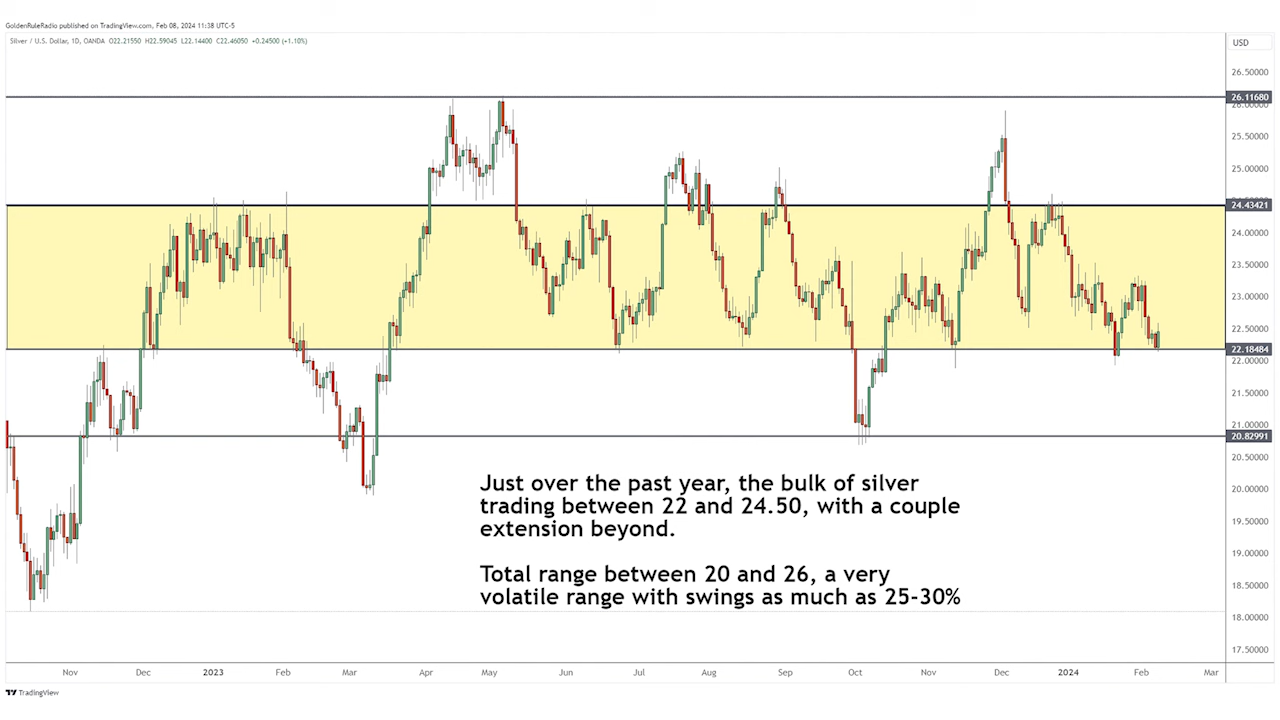 GoldenRuleRadio published on TradingView.com, Feb 08, 2024 11:38 UTC-5
Silver / U.S. Dollar, 1D, OANDA O22.21550 H22.59045 L22.14400 C22.46050 +0.24500 (+1.10%)
USD
26.50000
26.11680
26.00000
25.50000
25.00000
24.43421
24.00000
23.50000
23.00000
22.50000
22.18484
22.00000
21.50000
21.00000
20.82991
20.50000
20.00000
19.50000
19.00000
18.50000
18.00000
17.50000
Just over the past year, the bulk of silver
trading between 22 and 24.50, with a couple
extension beyond.
Total range between 20 and 26, a very
volatile range with swings as much as 25-30%
Nov Dec 2023 Feb Mar Apr May Jun Jul Aug Sep Oct Nov Dec 2024 Feb Mar
TradingView